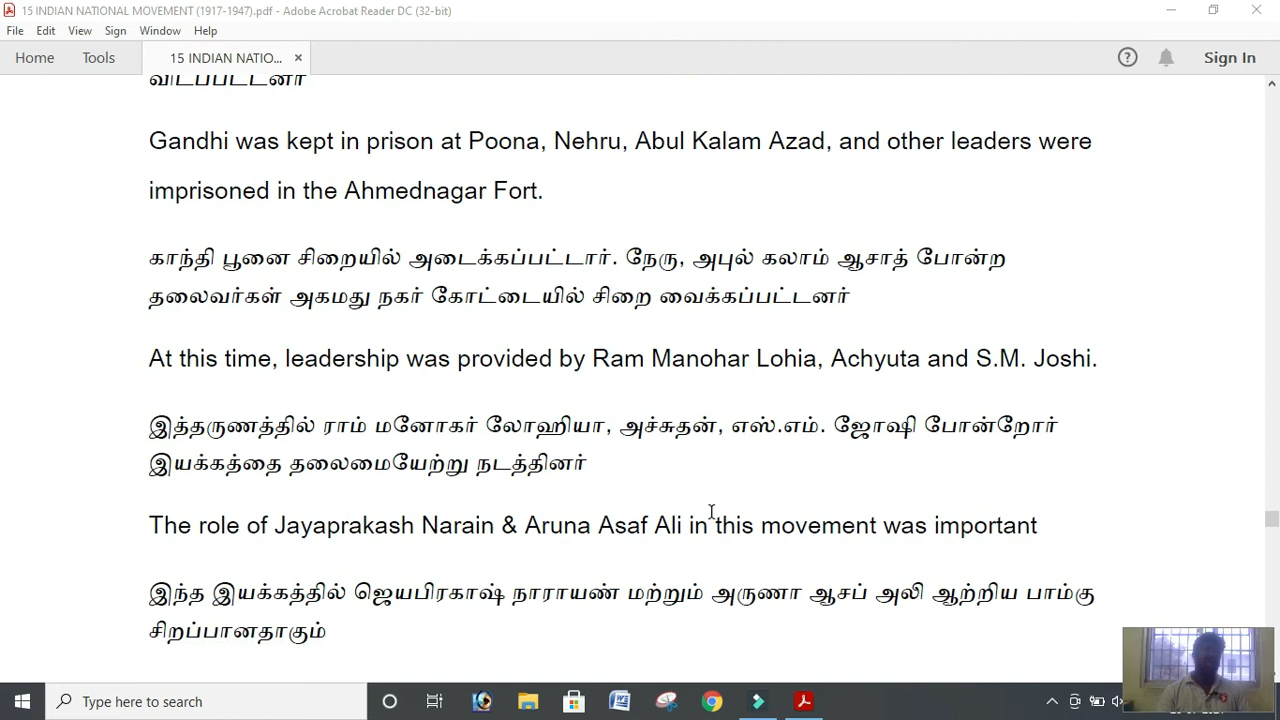 15 INDIAN NATIONAL MOVEMENT (1917-1947).pdf - Adobe Acrobat Reader DC (32-bit)
File Edit View Sign Window Help
Home Tools 15 INDIAN NATIO... × Sign In
விடப்பட்டனர்
Gandhi was kept in prison at Poona, Nehru, Abul Kalam Azad, and other leaders were
imprisoned in the Ahmednagar Fort.
காந்தி பூனை சிறையில் அடைக்கப்பட்டார். நேரு, அபுல் கலாம் ஆசாத் போன்ற
தலைவர்கள் அகமது நகர் கோட்டையில் சிறை வைக்கப்பட்டனர்
At this time, leadership was provided by Ram Manohar Lohia, Achyuta and S.M. Joshi.
இத்தருணத்தில் ராம் மனோகர் லோஹியா, அச்சுதன், எஸ்.எம். ஜோஷி போன்றோர்
இயக்கத்தை தலைமையேற்று நடத்தினர்
The role of Jayaprakash Narain & Aruna Asaf Ali in this movement was important
இந்த இயக்கத்தில் ஜெயபிரகாஷ் நாராயண் மற்றும் அருணா ஆசப் அலி ஆற்றிய பாம்கு
சிறப்பானதாகும்
Type here to search